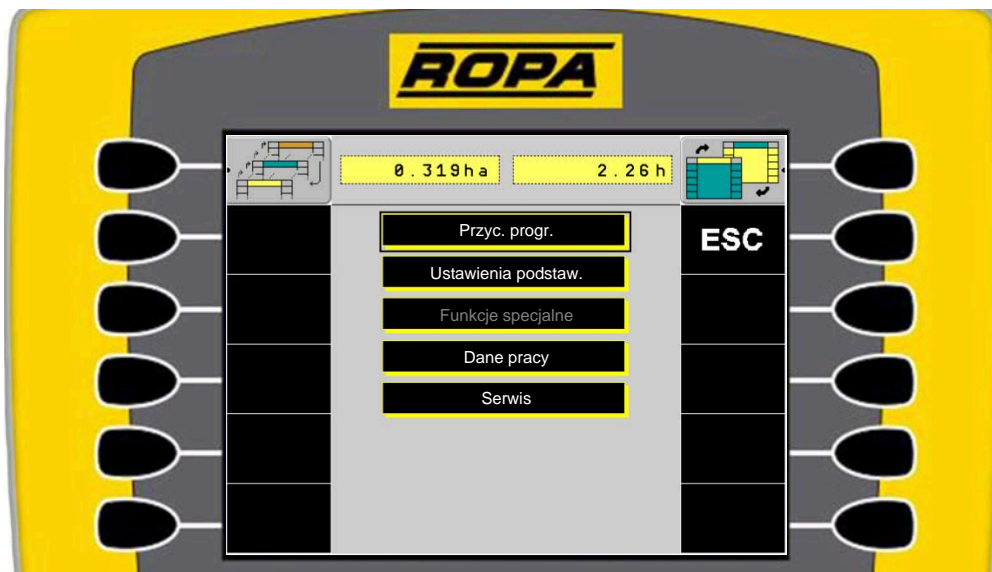 ROPA
0.319ha 2.26h
Przyc. progr.
ESC
Ustawienia podstaw.
Funkcje specjalne
Dane pracy
Serwis